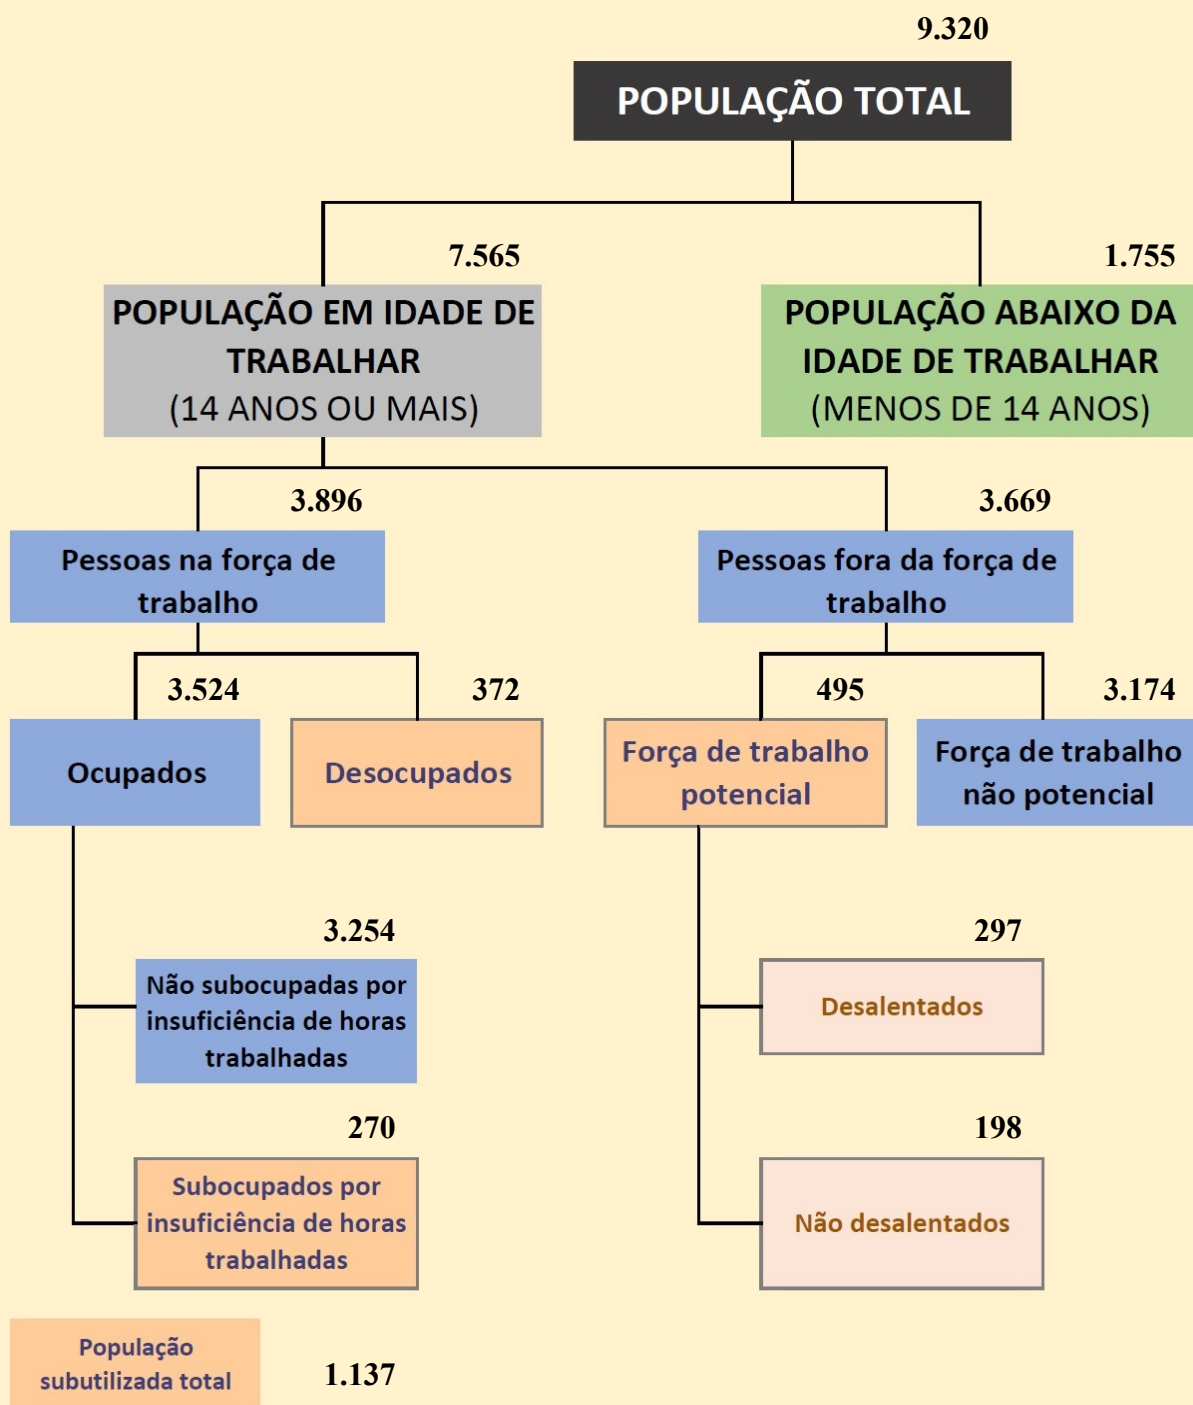 9.320
POPULAÇÃO TOTAL
7.565
POPULAÇÃO EM IDADE DE
TRABALHAR
(14 ANOS OU MAIS)
1.755
POPULAÇÃO ABAIXO DA
IDADE DE TRABALHAR
(MENOS DE 14 ANOS)
3.896
Pessoas na força de
trabalho
3.669
Pessoas fora da força de
trabalho
3.524
Ocupados
372
Desocupados
495
Força de trabalho
potencial
3.174
Força de trabalho
não potencial
3.254
Não subocupadas por
insuficiência de horas
trabalhadas
297
Desalentados
270
Subocupados por
insuficiência de horas
trabalhadas
198
Não desalentados
População
subutilizada total
1.137